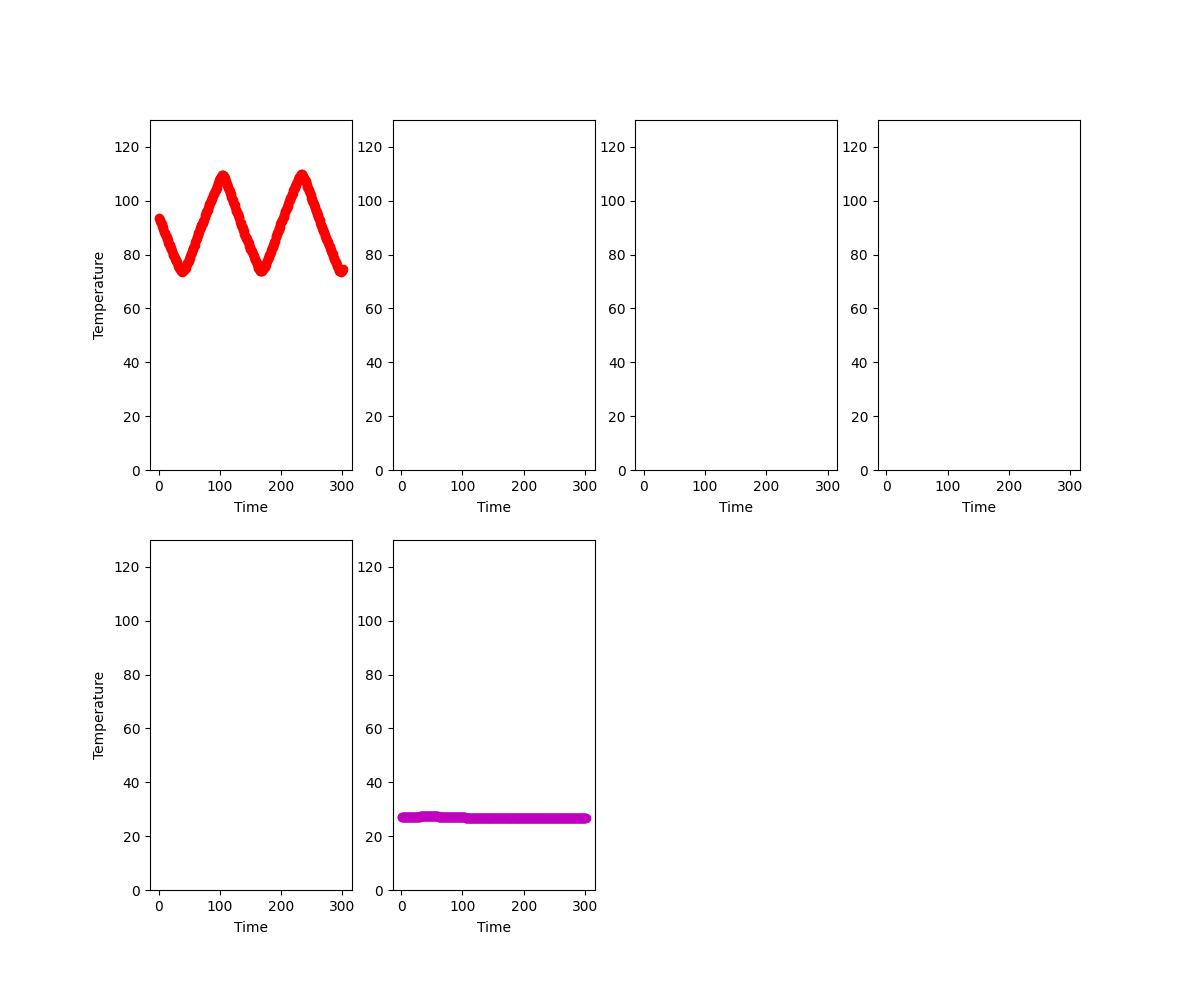 120 120 120 120
100 100 100 100
80 80 80 80
Temperature
60 60 60 60
40 40 40 40
20 20 20 20
0 0 0 0
0 100 200 300 0 100 200 300 0 100 200 300 0 100 200 300
Time Time Time Time
120 120
100 100
80 80
Temperature
60 60
40 40
20 20
0 0
0 100 200 300 0 100 200 300
Time Time